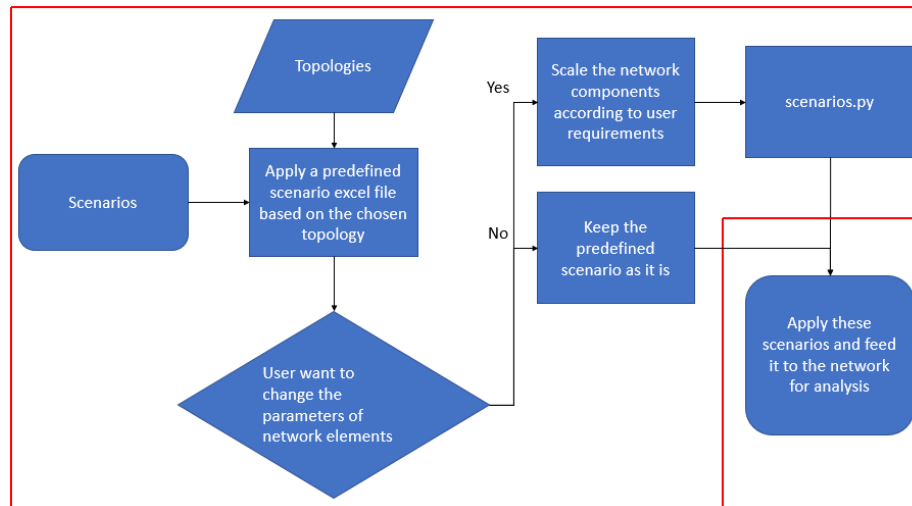 Topologies
Scenarios
Apply a predefined
scenario excel file
based on the chosen
topology
User want to
change the
parameters of
network elements
Yes
Scale the network
components
according to user
requirements
scenarios.py
No
Keep the
predefined
scenario as it is
Apply these
scenarios and feed
it to the network
for analysis